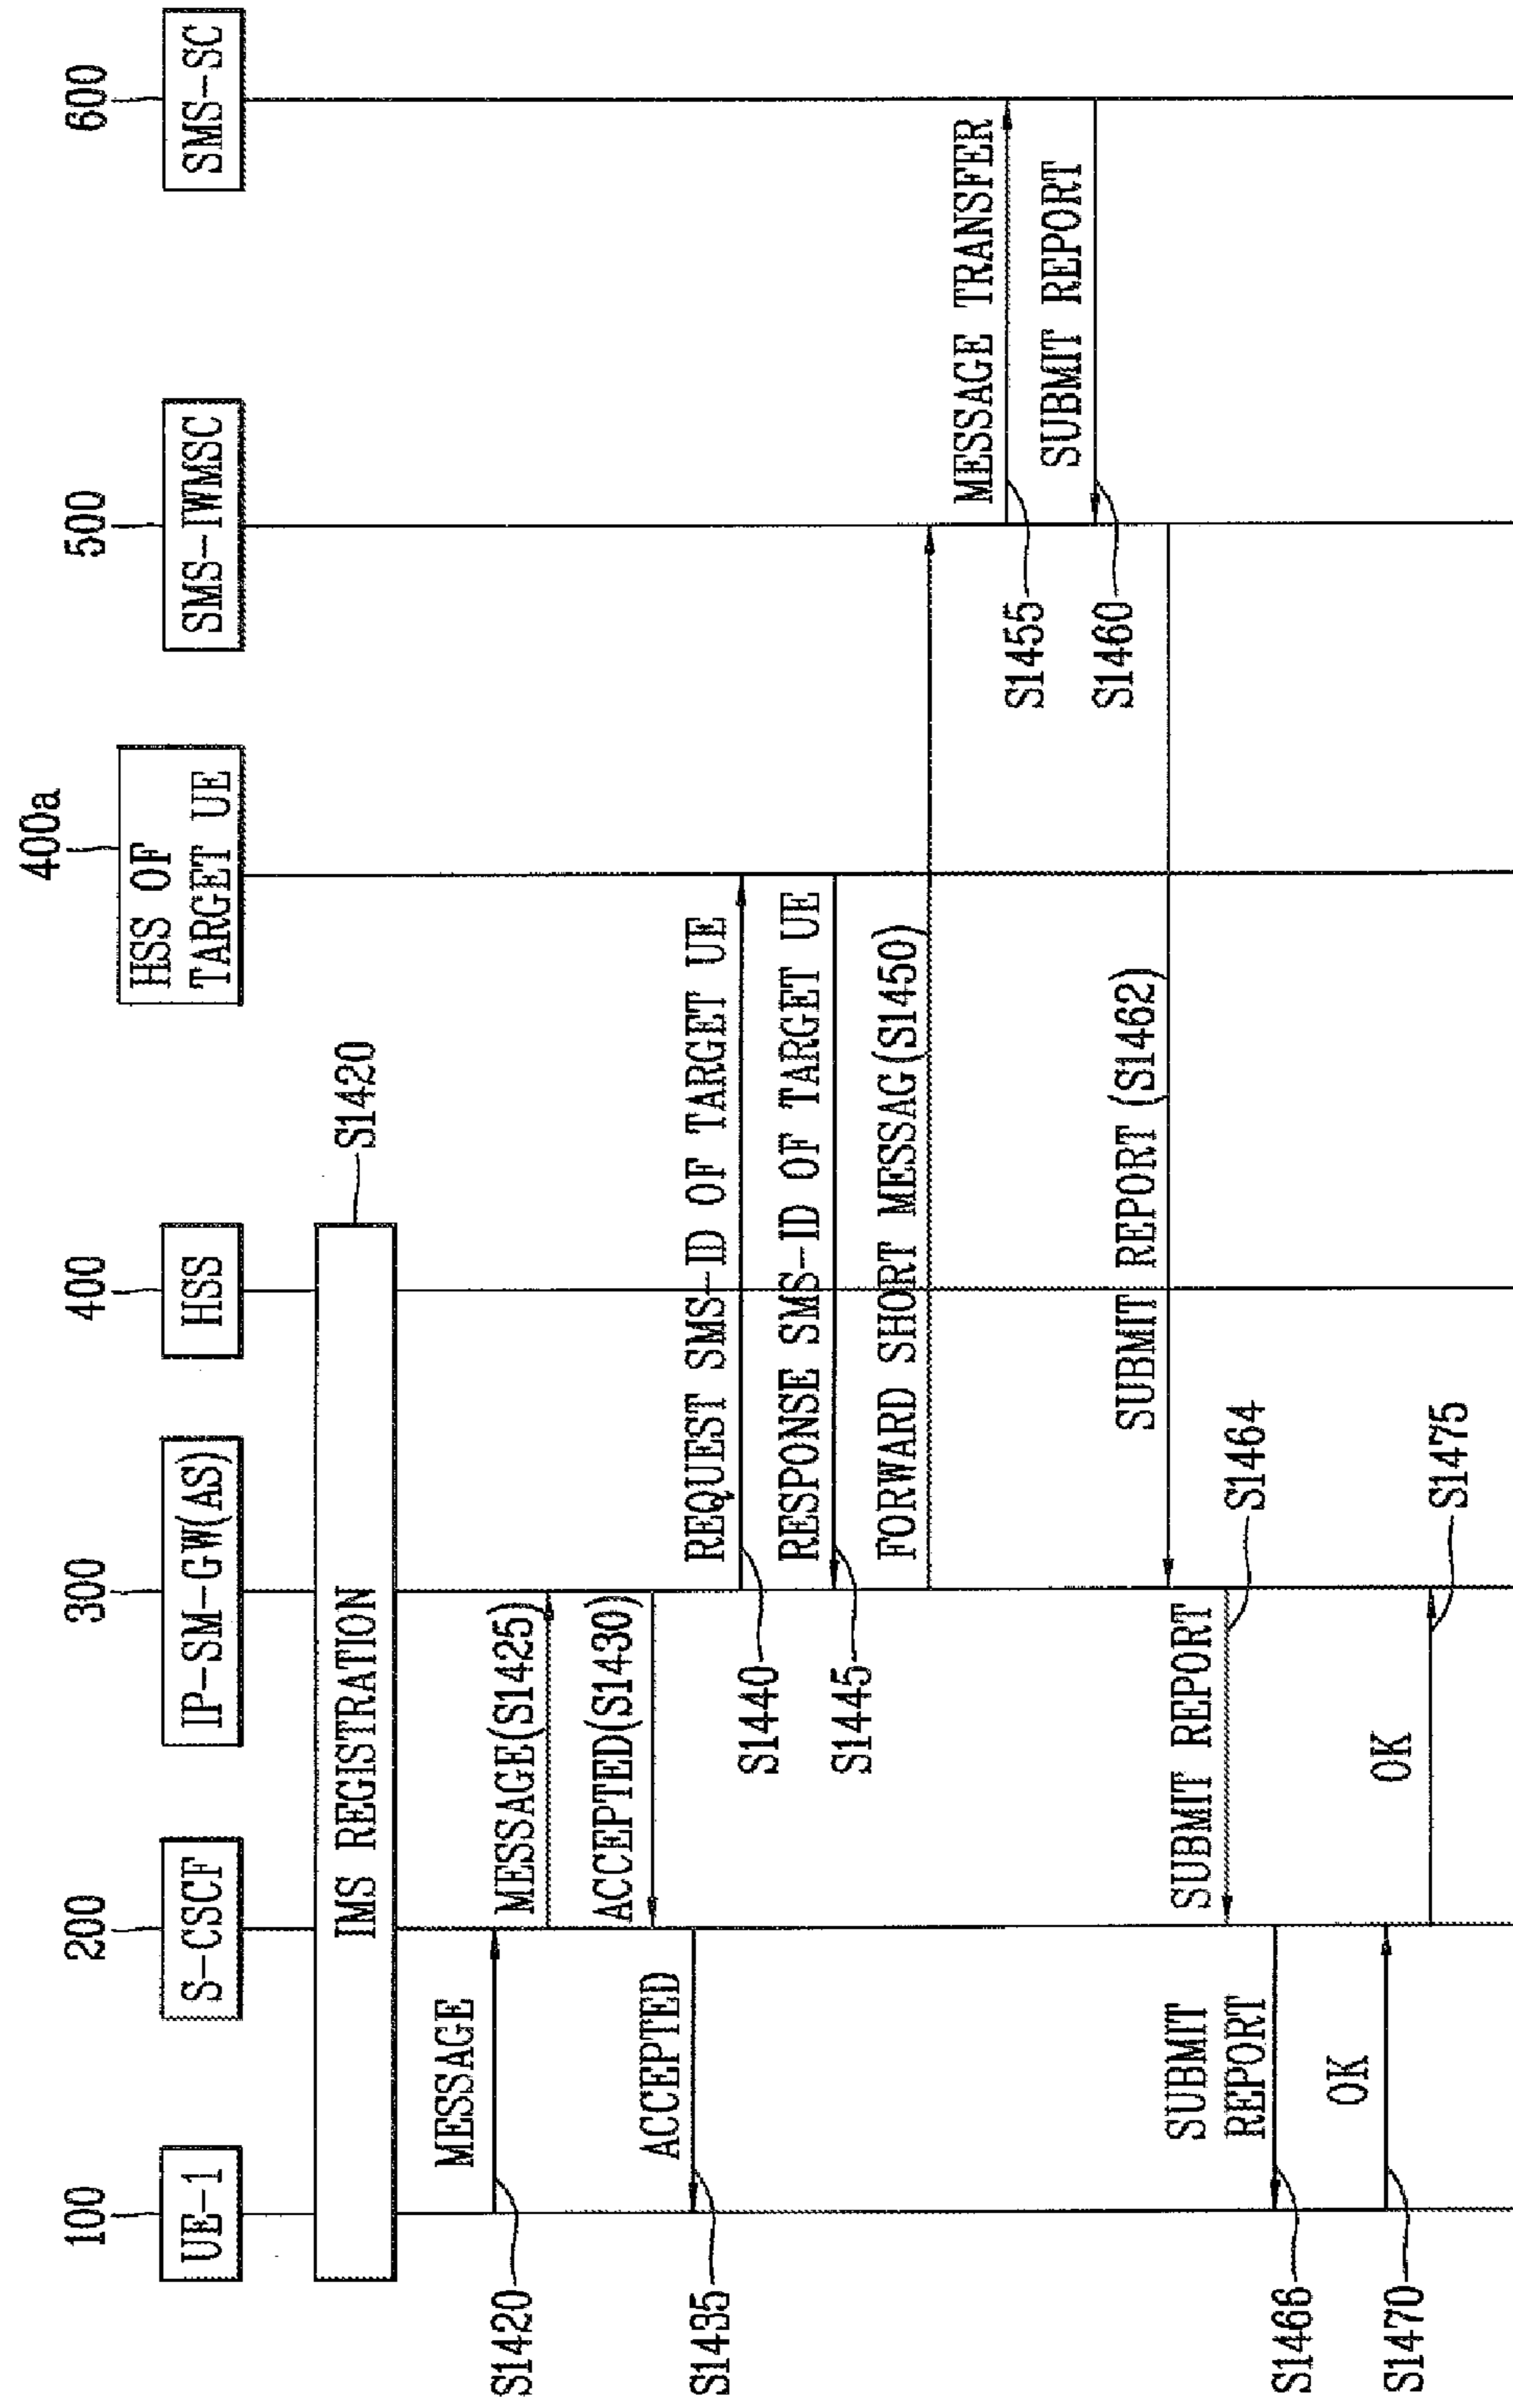 100
UE-1
200
S-CSCF
300
IP-SM-GW(AS)
400
HSS
400a
HSS OF
TARGET UE
500
SMS-IWMSC
600
SMS-SC
IMS REGISTRATION
S1420
MESSAGE
S1420
MESSAGE(S1425)
ACCEPTED(S1430)
ACCEPTED
S1435
REQUEST SMS-ID OF TARGET UE
S1440
RESPONSE SMS-ID OF TARGET UE
S1445
FORWARD SHORT MESSAG(S1450)
MESSAGE TRANSFER
S1455
SUBMIT REPORT
S1460
SUBMIT REPORT(S1462)
SUBMIT REPORT
S1464
SUBMIT
REPORT
S1466
OK
S1470
OK
S1475